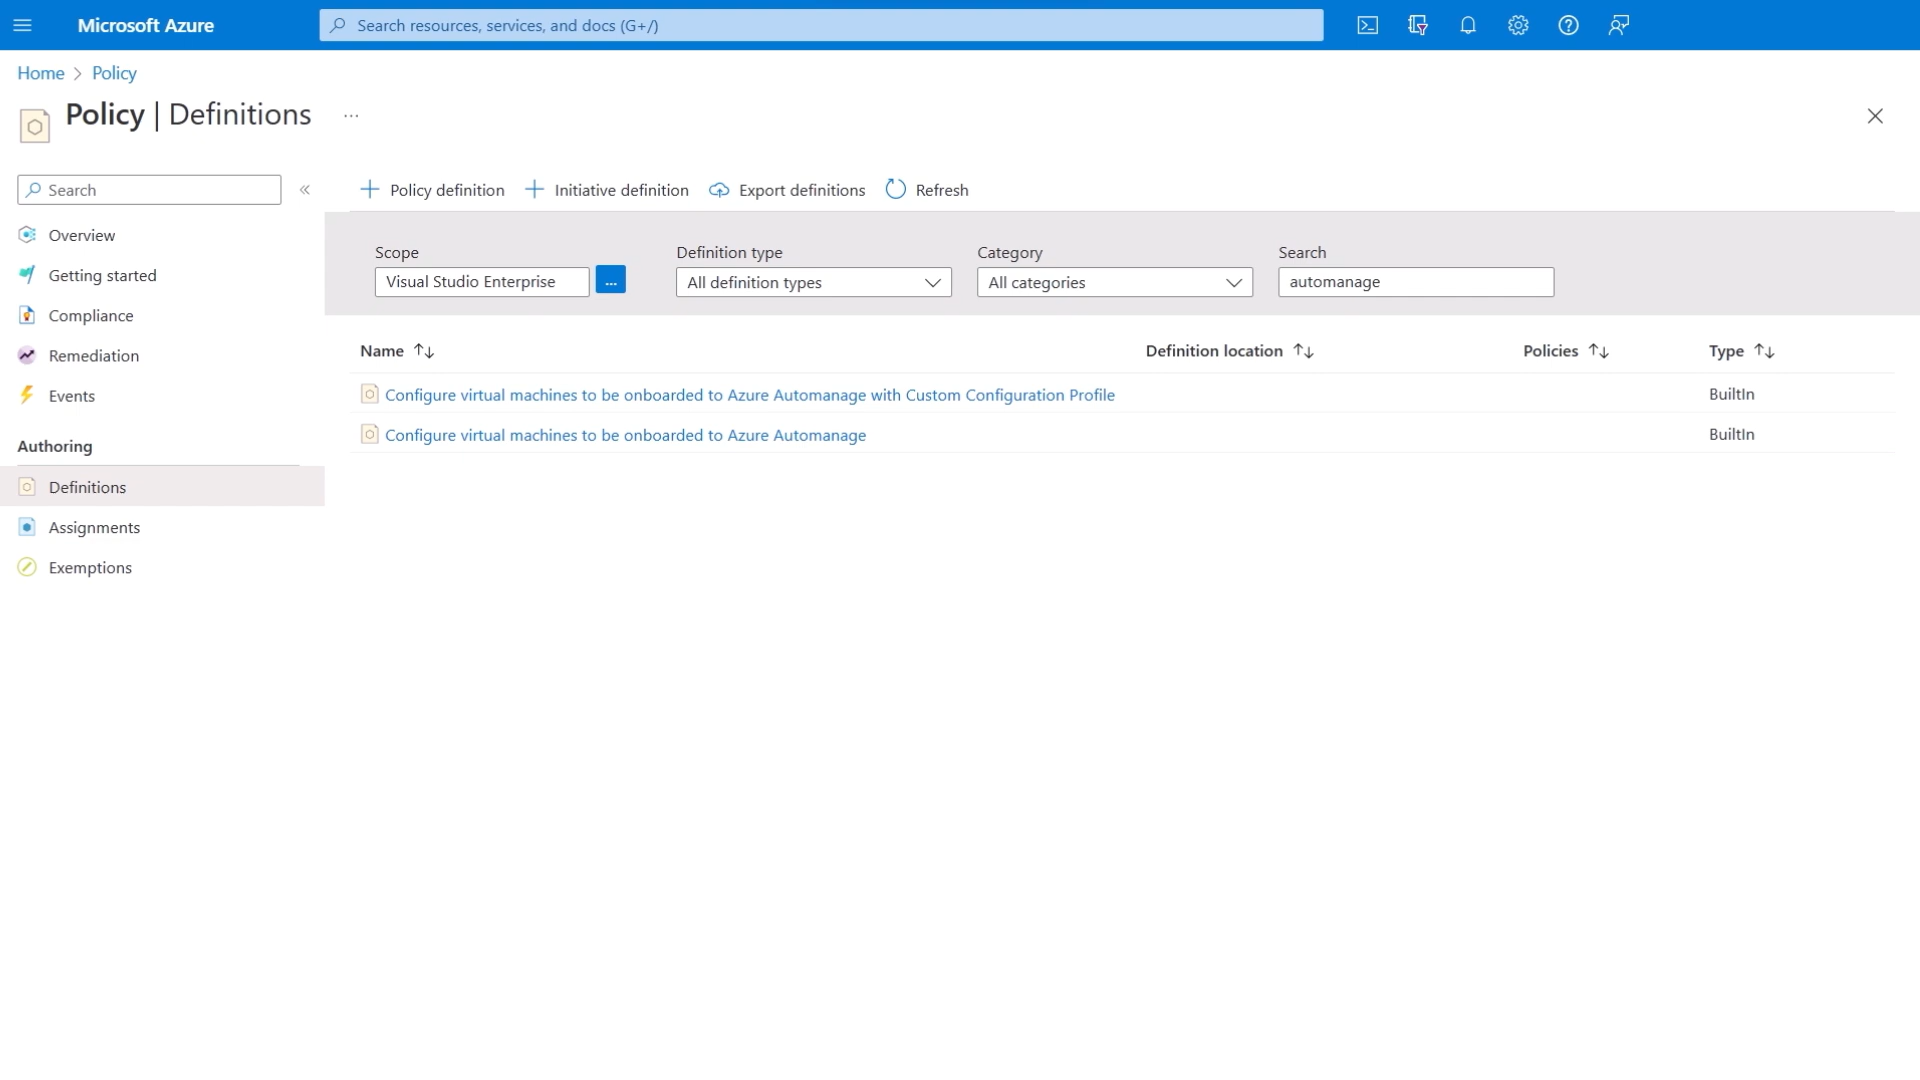 Microsoft Azure
Search resources, services, and docs (G+/)
Home > Policy
Policy | Definitions ...
Search
Policy definition
Initiative definition
Export definitions
Refresh
Overview
Getting started
Compliance
Remediation
Events
Authoring
Definitions
Assignments
Exemptions
Scope
Definition type
Category
Search
Visual Studio Enterprise ...
All definition types
All categories
automanage
Name
Definition location
Policies
Type
Configure virtual machines to be onboarded to Azure Automanage with Custom Configuration Profile
BuiltIn
Configure virtual machines to be onboarded to Azure Automanage
BuiltIn